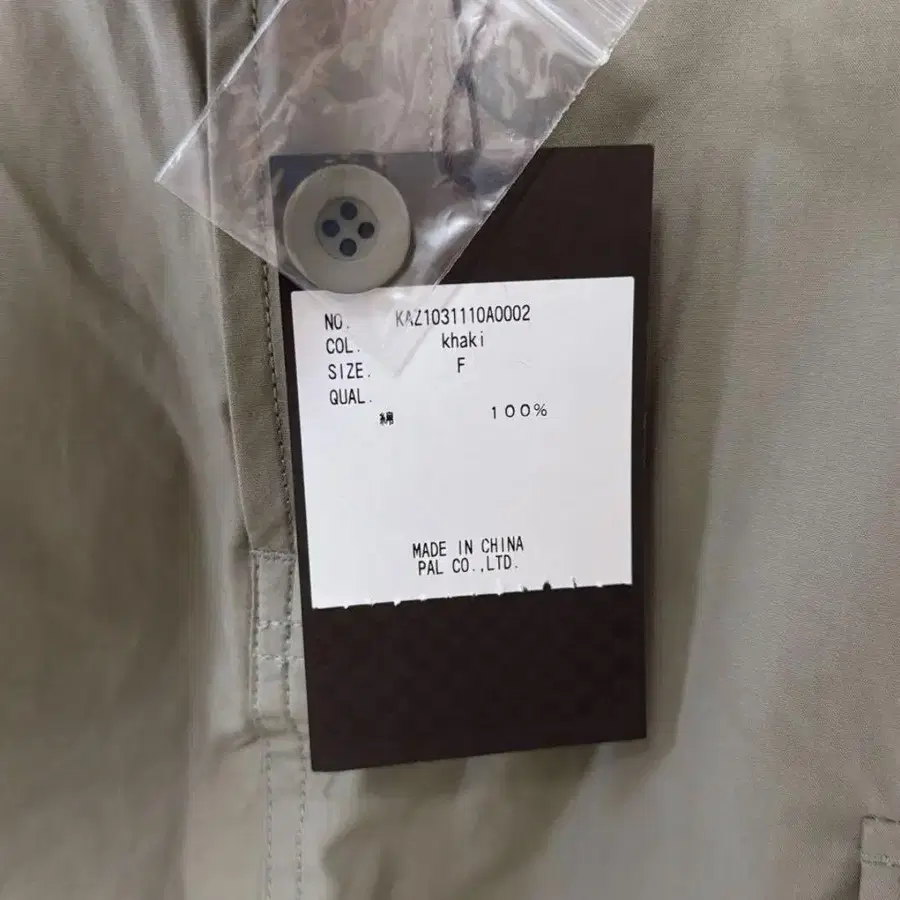 NO. KAZ1031110A0002
COL. khaki
SIZE. F
QUAL.
綿 100%
MADE IN CHINA
PAL CO.,LTD.